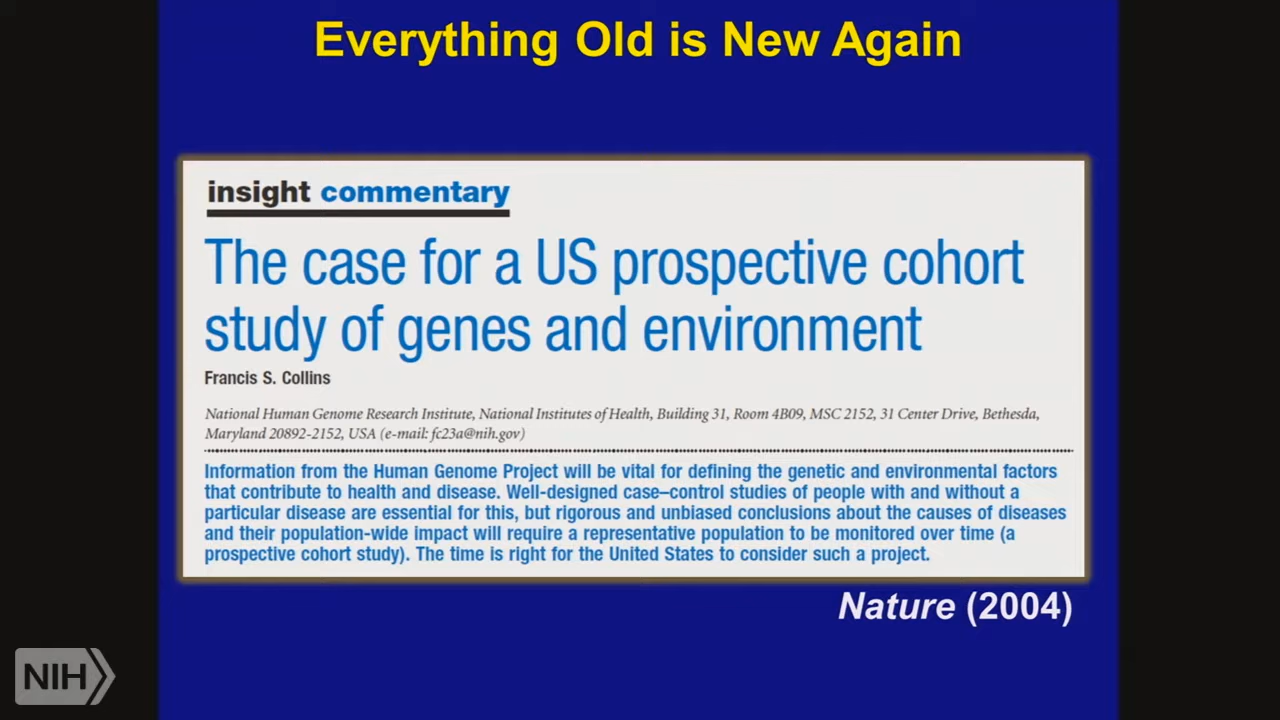 Everything Old is New Again
insight commentary
The case for a US prospective cohort
study of genes and environment
Francis S. Collins
National Human Genome Research Institute, National Institutes of Health, Building 31, Room 4B09, MSC 2152, 31 Center Drive, Bethesda,
Maryland 20892-2152, USA (e-mail: fc23a@nih.gov)
Information from the Human Genome Project will be vital for defining the genetic and environmental factors
that contribute to health and disease. Well-designed case–control studies of people with and without a
particular disease are essential for this, but rigorous and unbiased conclusions about the causes of diseases
and their population-wide impact will require a representative population to be monitored over time (a
prospective cohort study). The time is right for the United States to consider such a project.
Nature (2004)
NIH